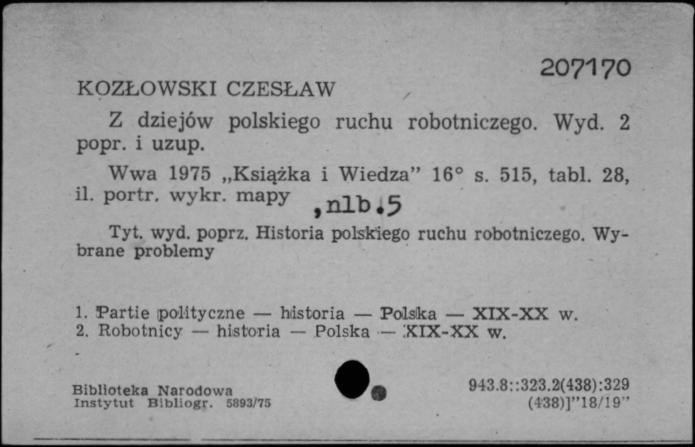 207170
KOZŁOWSKI CZESŁAW
Z dziejów polskiego ruchu robotniczego. Wyd. 2
popr. i uzup.
Wwa 1975 „Książka i Wiedza” 16° s. 515, tabl. 28,
il. portr. wykr. mapy , nlb.5
Tyt. wyd. poprz. Historia polskiego ruchu robotniczego. Wy-
brane problemy
1. Partie polityczne — historia — Polska — XIX-XX w.
2. Robotnicy — historia — Polska — XIX-XX w.
Biblioteka Narodowa 943.8::323.2(438):329
Instytut Bibliogr. 5893/75 (438)]”18/19”